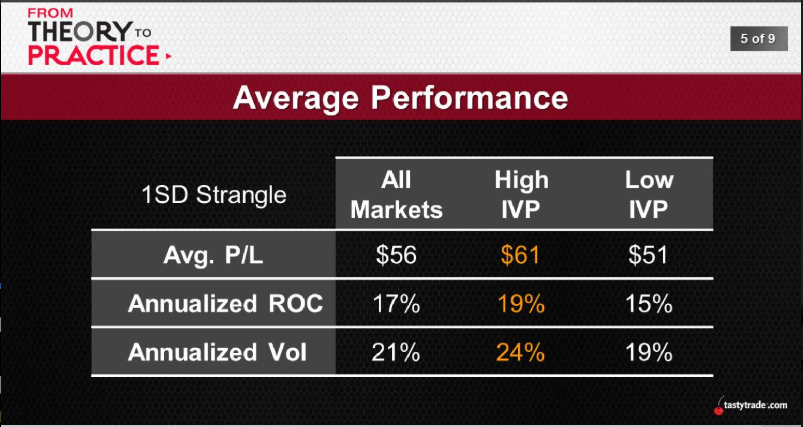 FROM
THEORY TO
PRACTICE
5 of 9
Average Performance
1SD Strangle
All Markets
High IVP
Low IVP
Avg. P/L $56 $61 $51
Annualized ROC 17% 19% 15%
Annualized Vol 21% 24% 19%
tastytrade.com